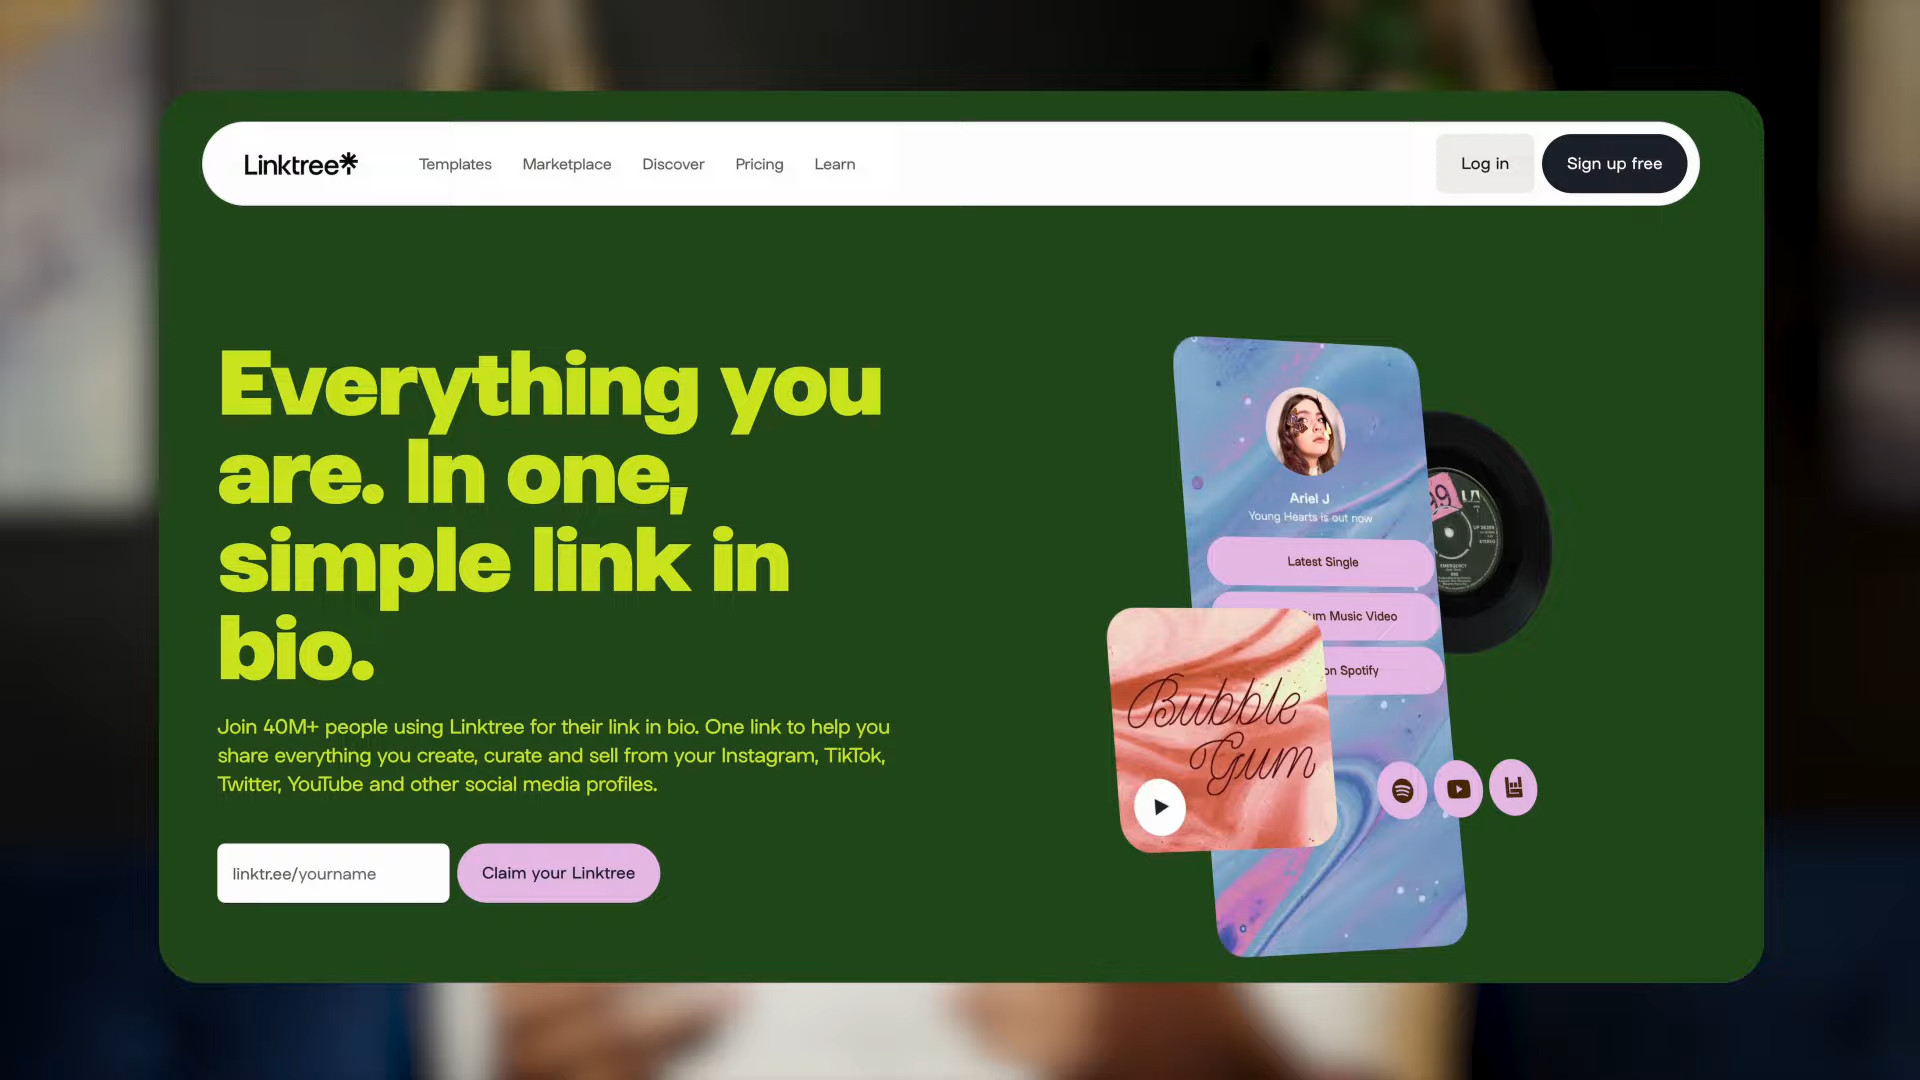 Linktree*
Templates
Marketplace
Discover
Pricing
Learn
Log in
Sign up free
Everything you
are. In one,
simple link in
bio.
Join 40M+ people using Linktree for their link in bio. One link to help you
share everything you create, curate and sell from your Instagram, TikTok,
Twitter, YouTube and other social media profiles.
linktr.ee/yourname
Claim your Linktree
Ariel J
Young Hearts is out now
Latest Single
Music Video
on Spotify
Bubble
Gum
99
EMERGENCY